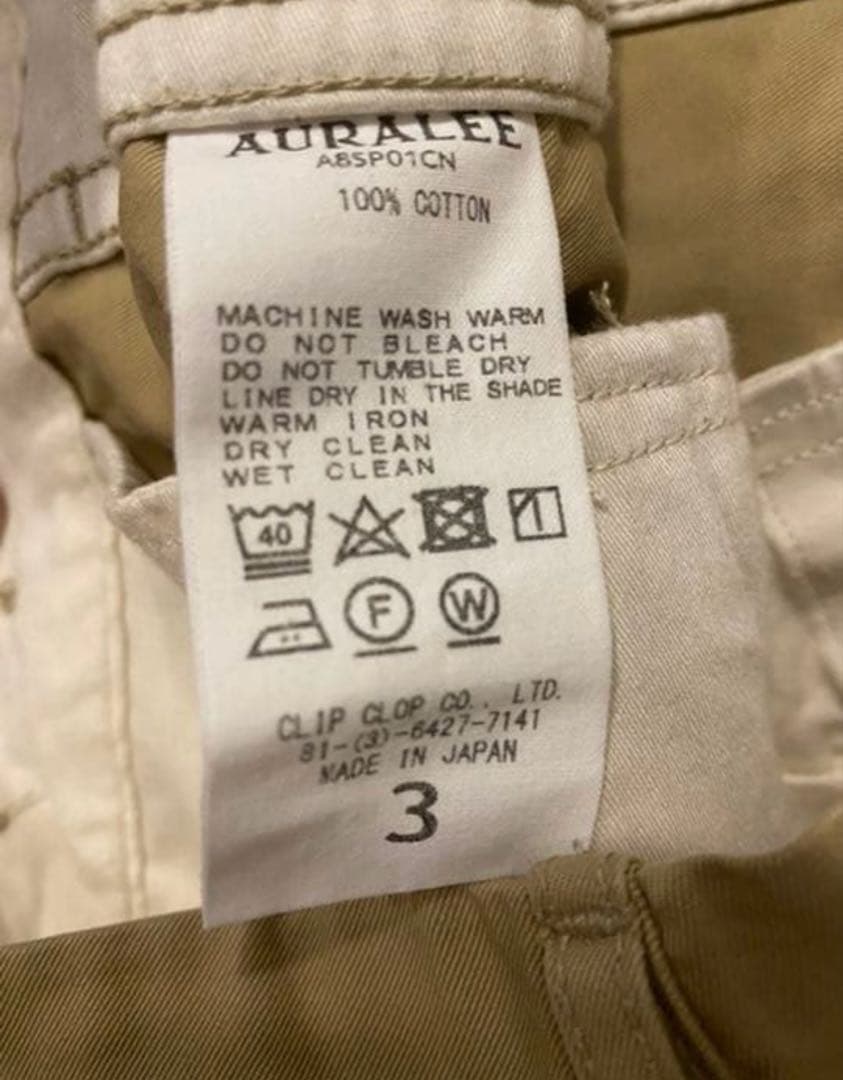 AURALEE
A8SP01CN
100% COTTON
MACHINE WASH WARM
DO NOT BLEACH
DO NOT TUMBLE DRY
LINE DRY IN THE SHADE
WARM IRON
DRY CLEAN
WET CLEAN
40
F W
CLIP CLOP CO., LTD.
81-(3)-6427-7141
MADE IN JAPAN
3